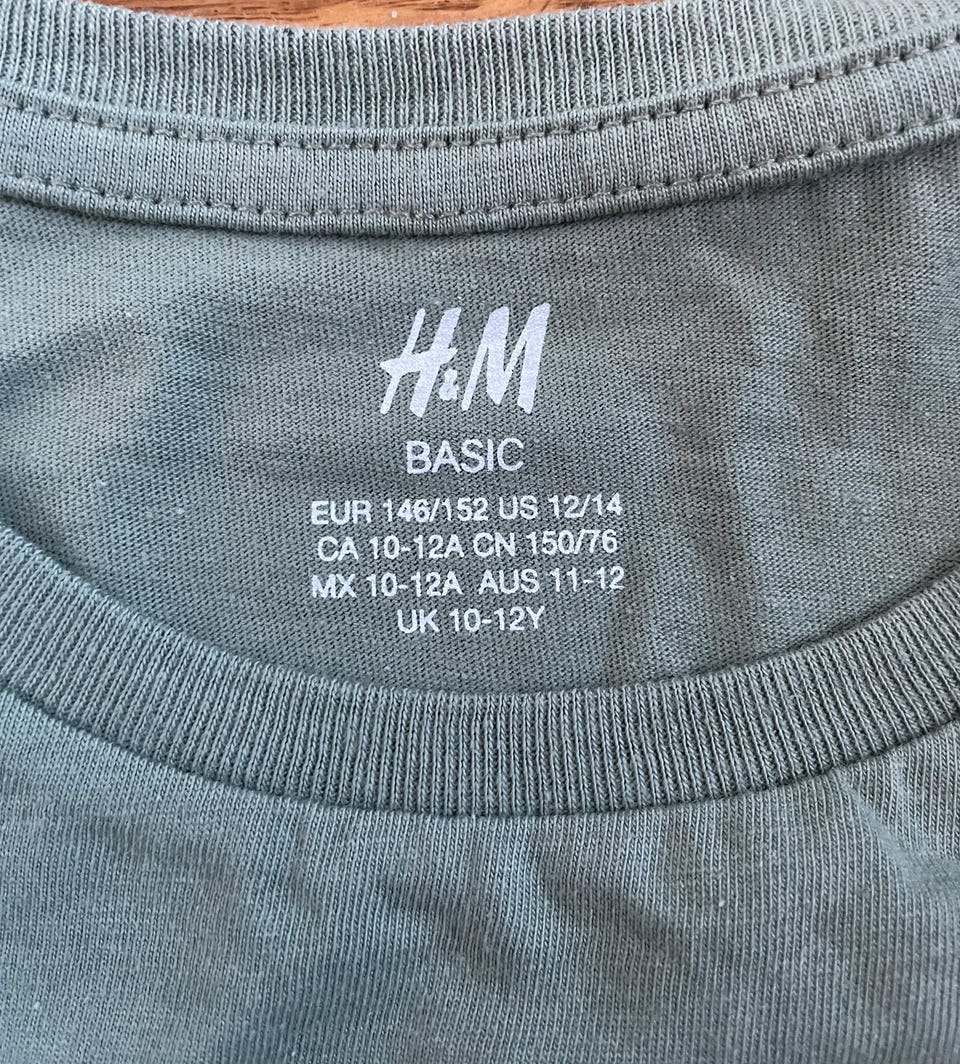 H&M
BASIC
EUR 146/152 US 12/14
CA 10-12A CN 150/76
MX 10-12A AUS 11-12
UK 10-12Y